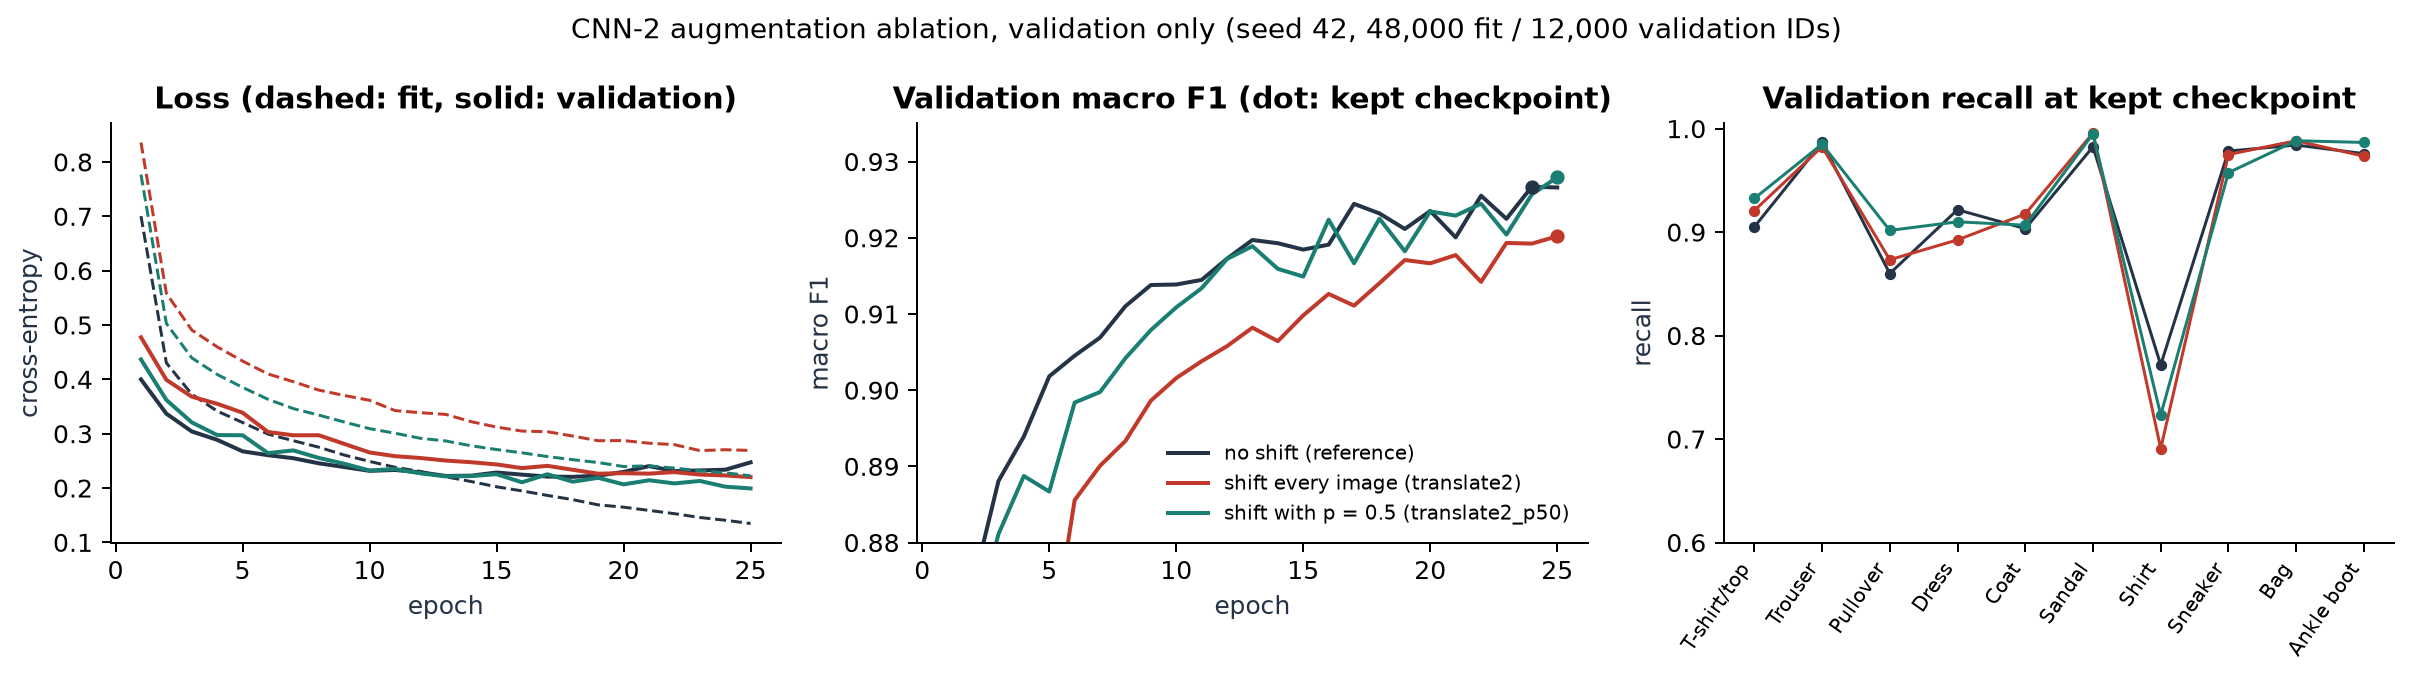 CNN-2 augmentation ablation, validation only (seed 42, 48,000 fit / 12,000 validation IDs)
Loss (dashed: fit, solid: validation)
cross-entropy
0.8
0.7
0.6
0.5
0.4
0.3
0.2
0.1
0 5 10 15 20 25
epoch
Validation macro F1 (dot: kept checkpoint)
macro F1
0.93
0.92
0.91
0.90
0.89
0.88
no shift (reference)
shift every image (translate2)
shift with p = 0.5 (translate2_p50)
0 5 10 15 20 25
epoch
Validation recall at kept checkpoint
recall
1.0
0.9
0.8
0.7
0.6
T-shirt/top
Trouser
Pullover
Dress
Coat
Sandal
Shirt
Sneaker
Bag
Ankle boot